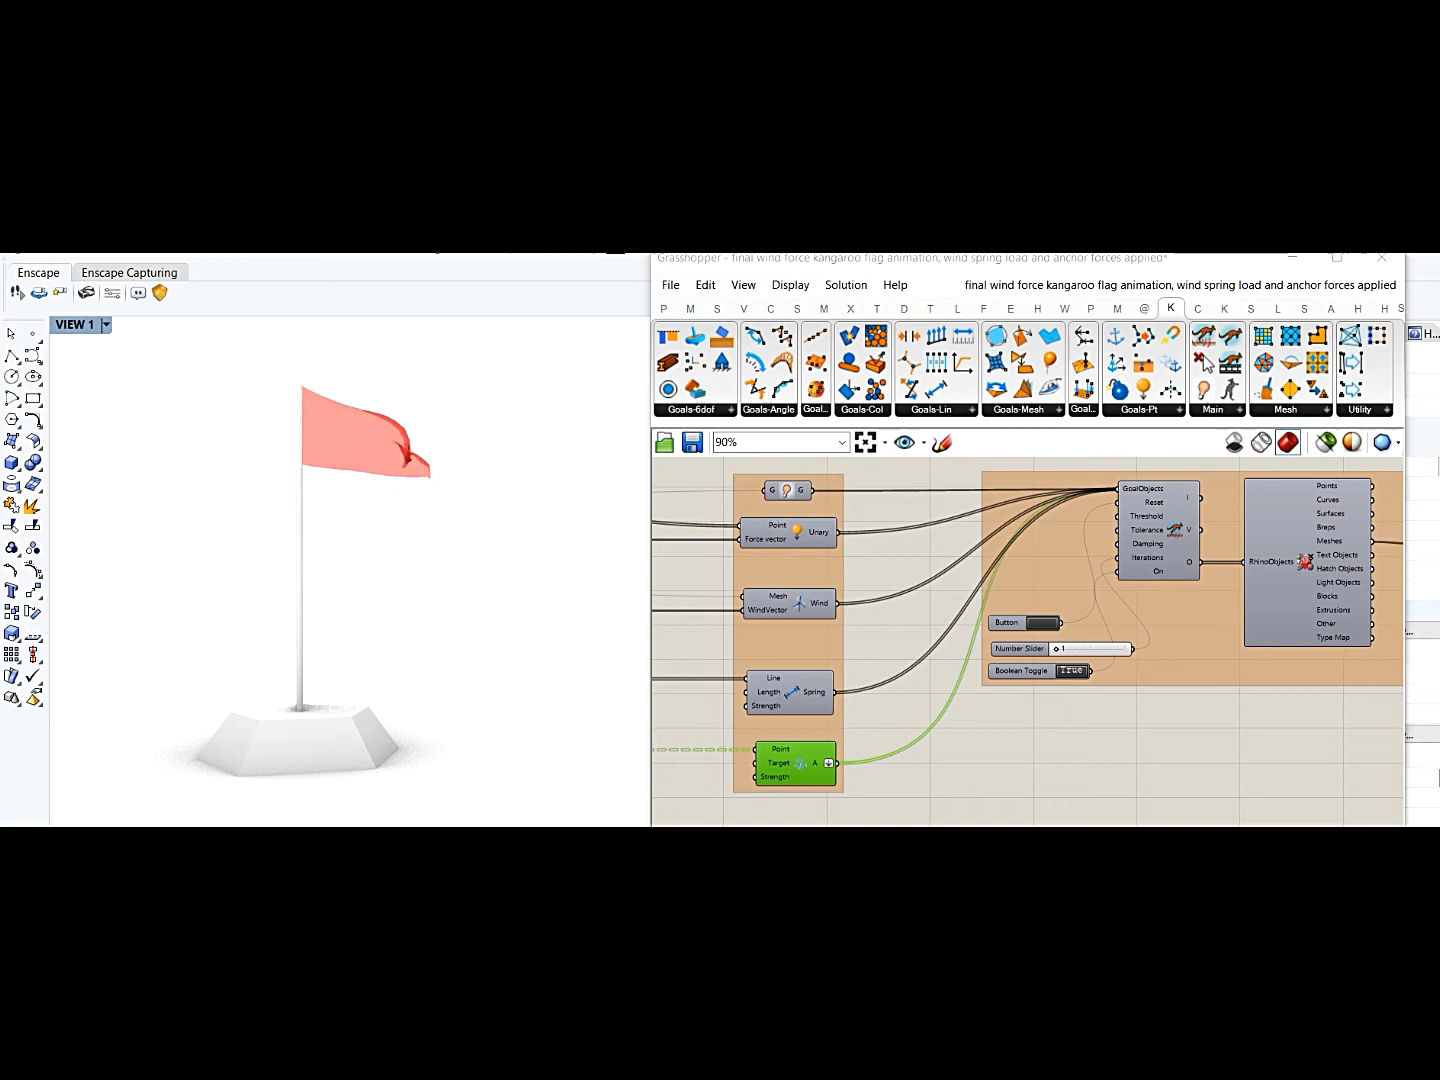 Enscape
Enscape Capturing
VIEW 1
Grasshopper - final wind force kangaroo flag animation, wind spring load and anchor forces applied*
File Edit View Display Solution Help
final wind force kangaroo flag animation, wind spring load and anchor forces applied
P M S V C S M X T D T L F E H W P M @ K C K S L S A H H S
H...
Goals-6dof
Goals-Angle
Goal...
Goals-Col
Goals-Lin
Goals-Mesh
Goal...
Goals-Pt
Main
Mesh
Utility
90%
G G
Point
Force vector
Unary
Mesh
WindVector
Wind
Line
Length
Strength
Spring
Point
Target
Strength
A
GoalObjects
Reset
Threshold
Tolerance
Damping
Iterations
On
I
V
O
Button
Number Slider
1
Boolean Toggle
True
RhinoObjects
Points
Curves
Surfaces
Breps
Meshes
Text Objects
Hatch Objects
Light Objects
Blocks
Extrusions
Other
Type Map